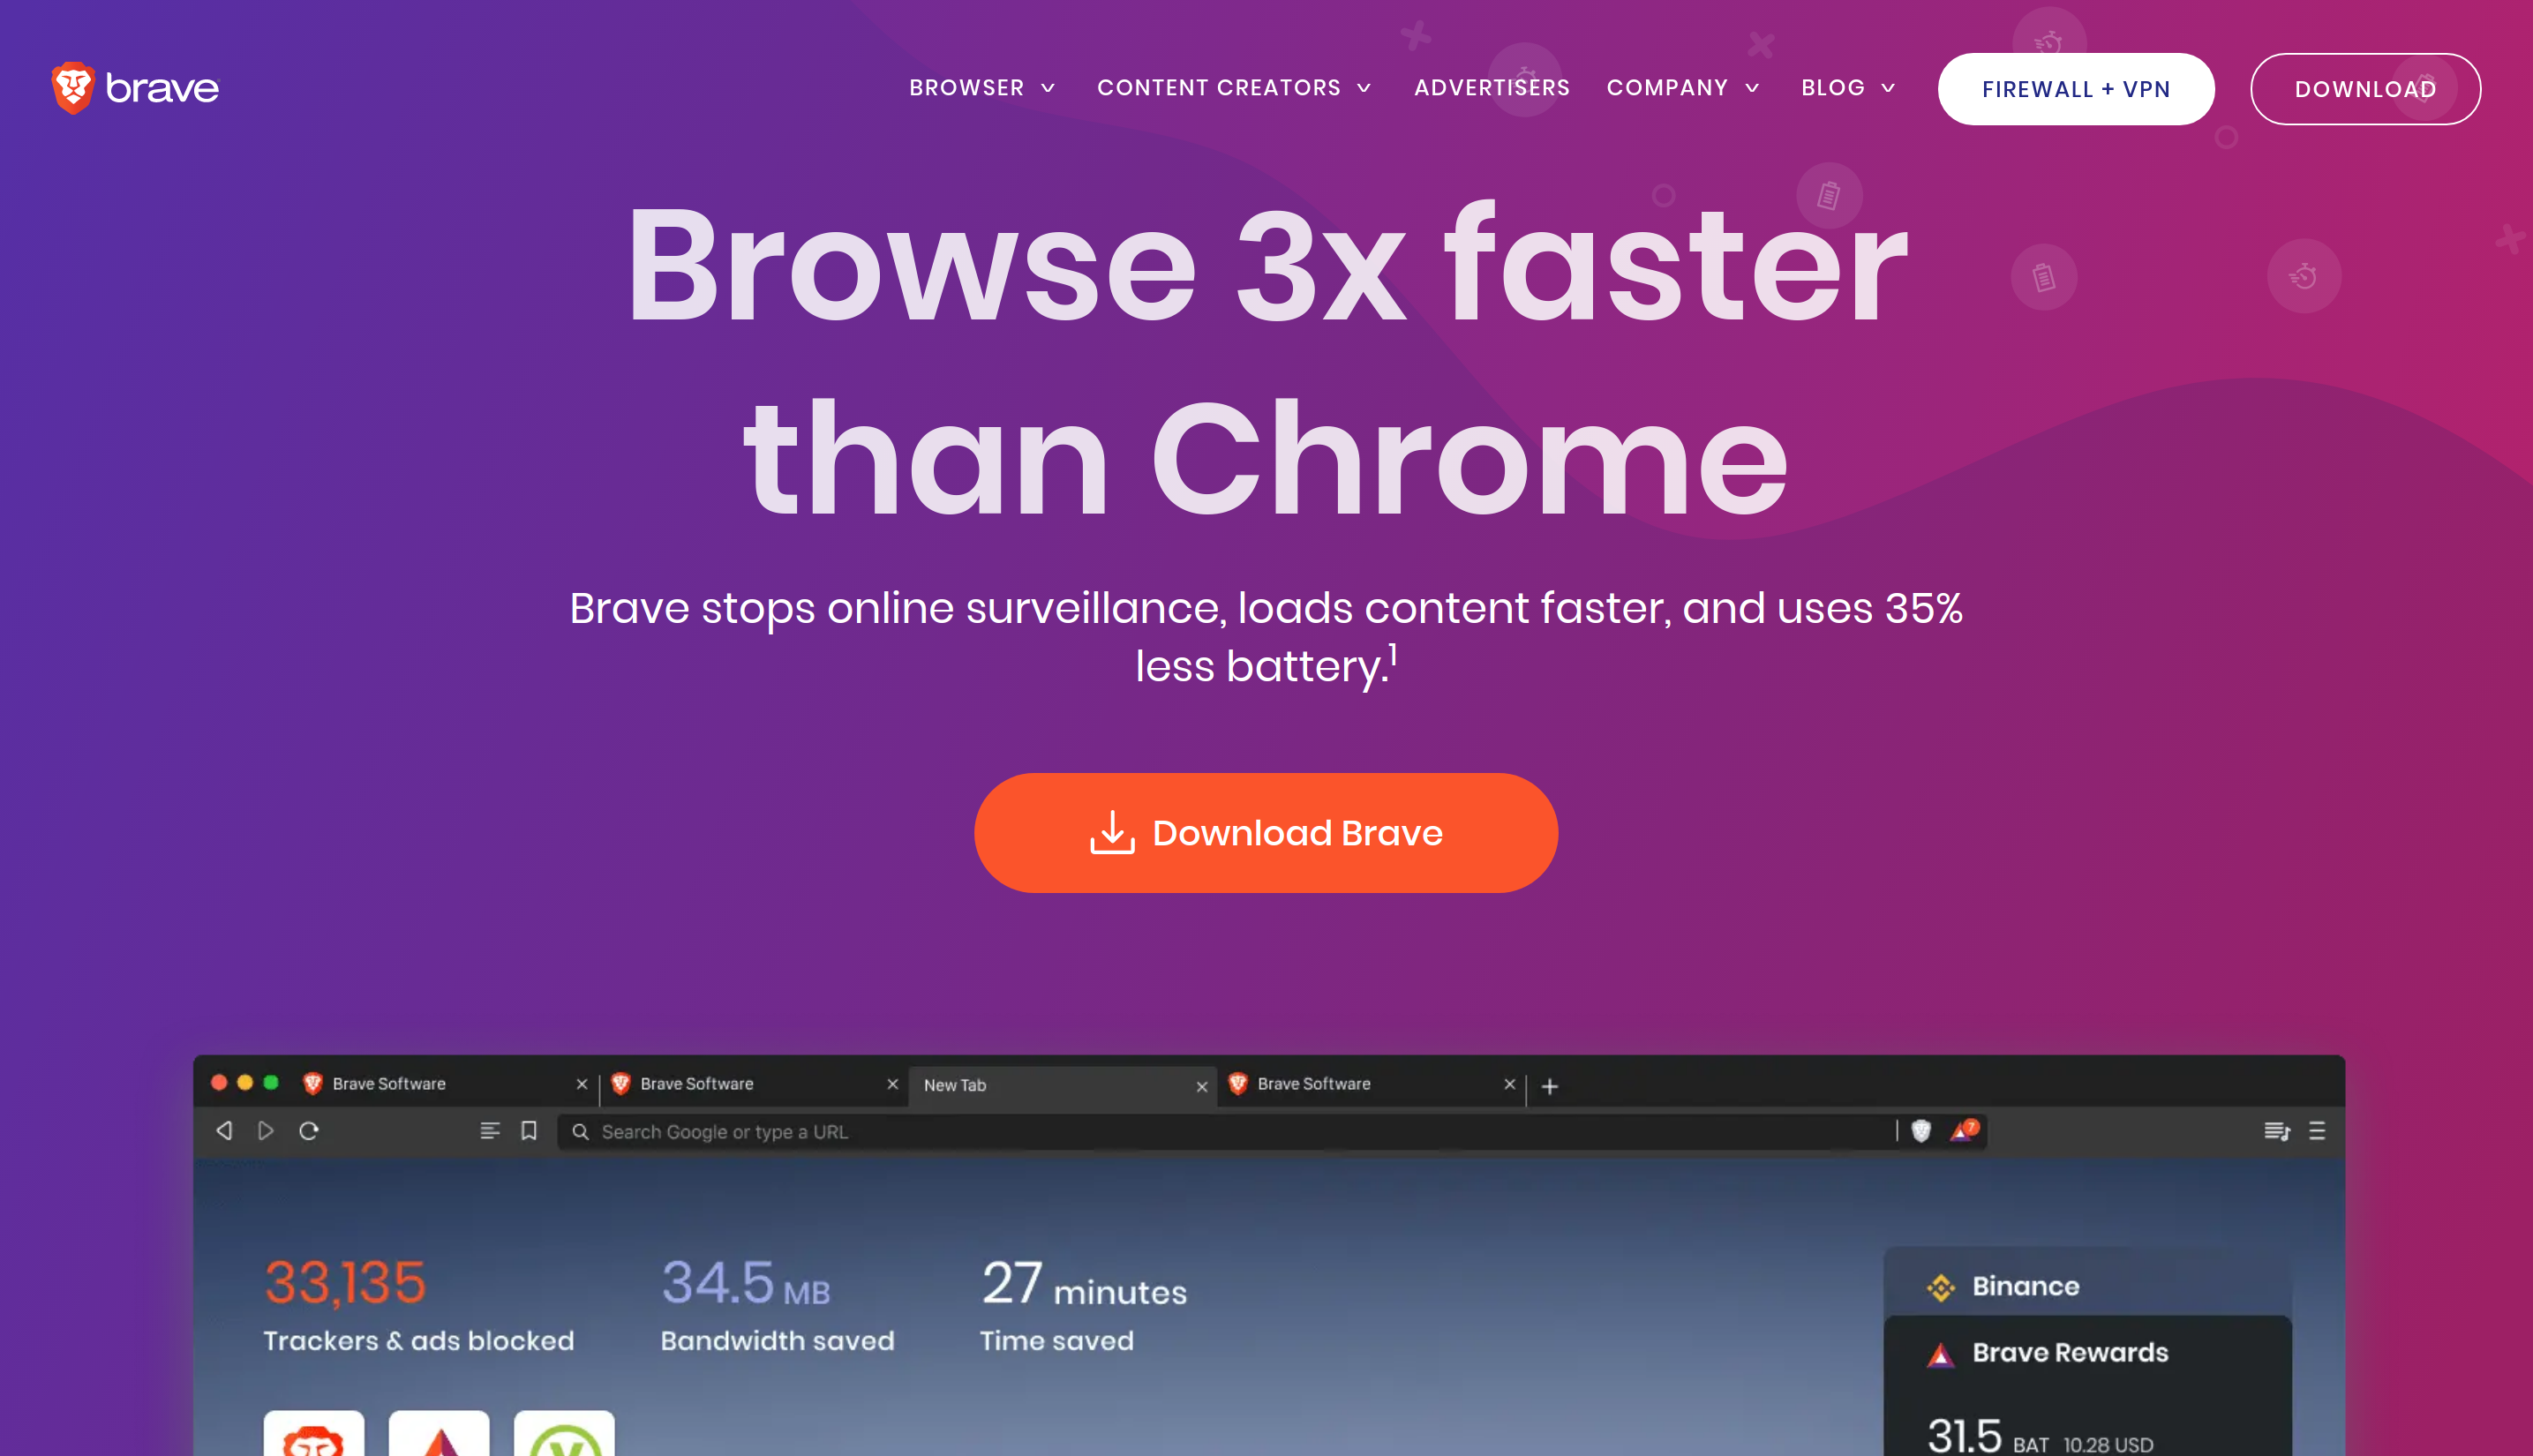 brave
BROWSER
CONTENT CREATORS
ADVERTISERS
COMPANY
BLOG
FIREWALL + VPN
DOWNLOAD
Browse 3x faster
than Chrome
Brave stops online surveillance, loads content faster, and uses 35%
less battery.1
Download Brave
Brave Software
Brave Software
New Tab
Brave Software
Search Google or type a URL
7
33,135
Trackers & ads blocked
34.5 MB
Bandwidth saved
27 minutes
Time saved
Binance
Brave Rewards
31.5 BAT 10.28 USD